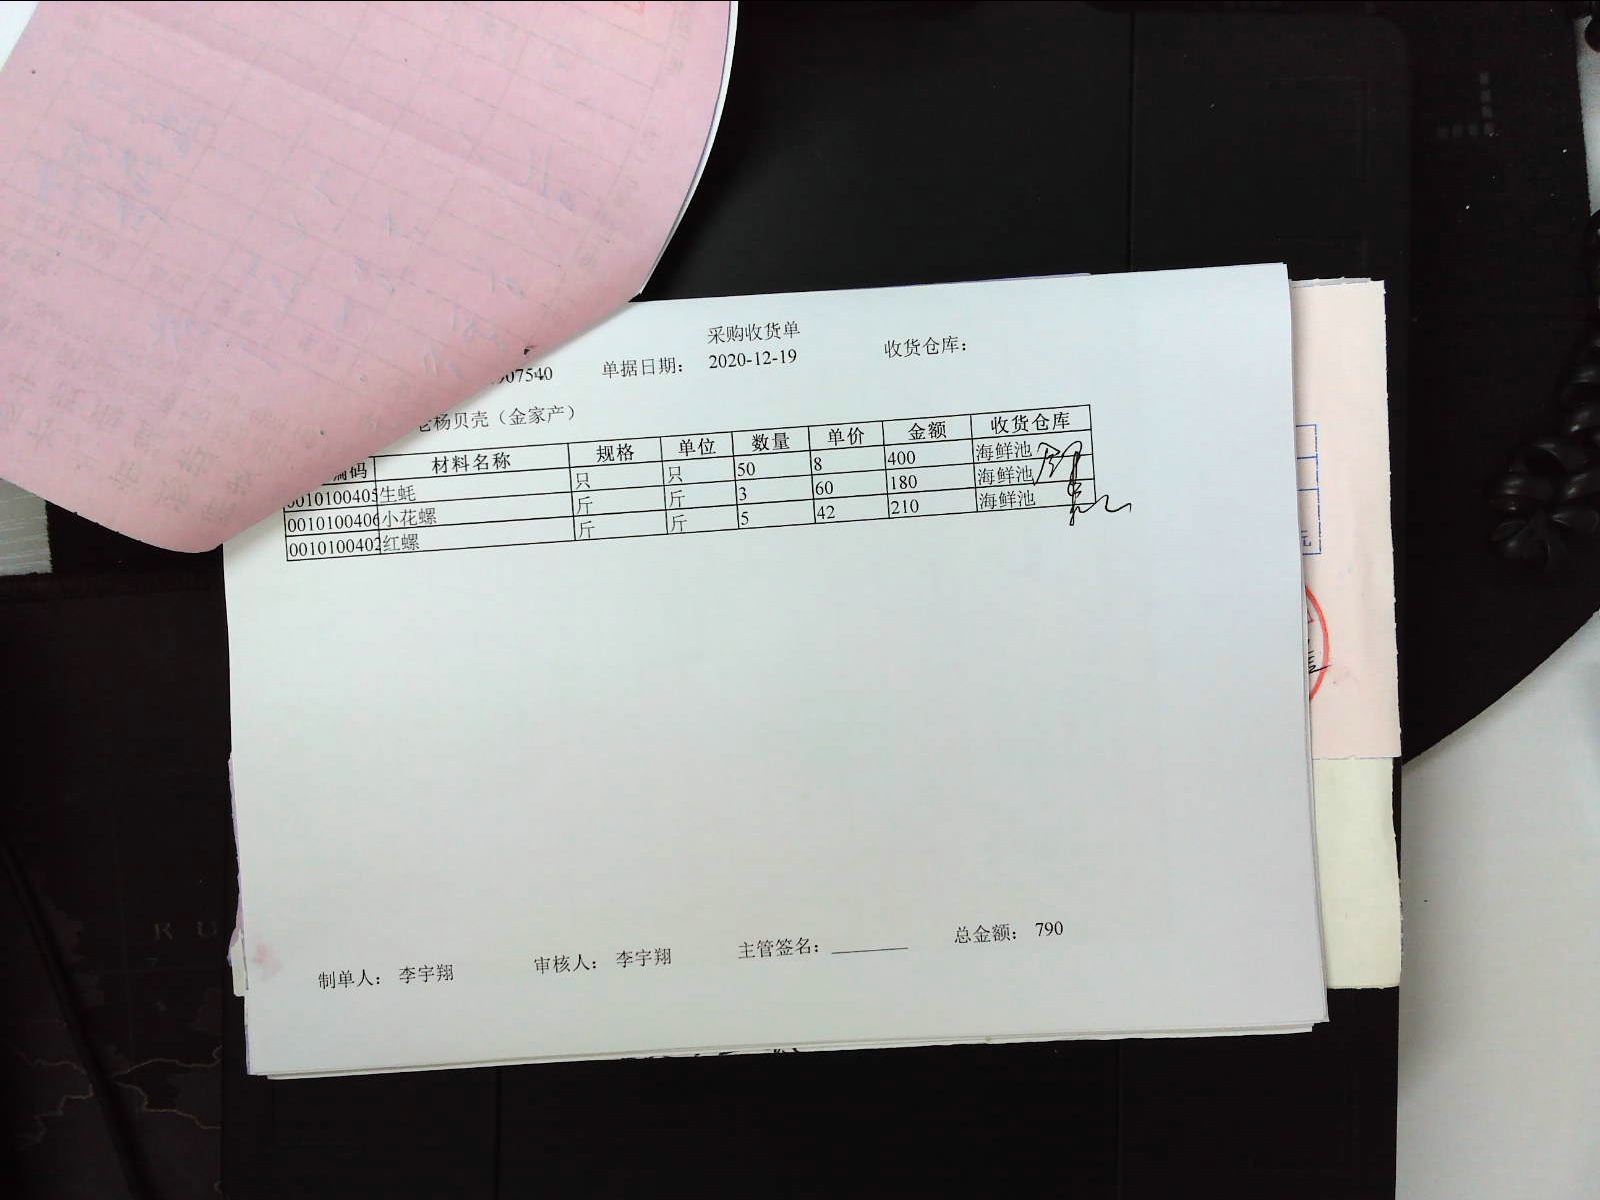 采购收货单
07540 单据日期： 2020-12-19 收货仓库：
杨贝壳（金家产）
编码 材料名称 规格 单位 数量 单价 金额 收货仓库
0010100405 生蚝 只 只 50 8 400 海鲜池
0010100406 小花螺 斤 斤 3 60 180 海鲜池
0010100402 红螺 斤 斤 5 42 210 海鲜池
制单人： 李宇翔 审核人： 李宇翔 主管签名： 总金额： 790
元